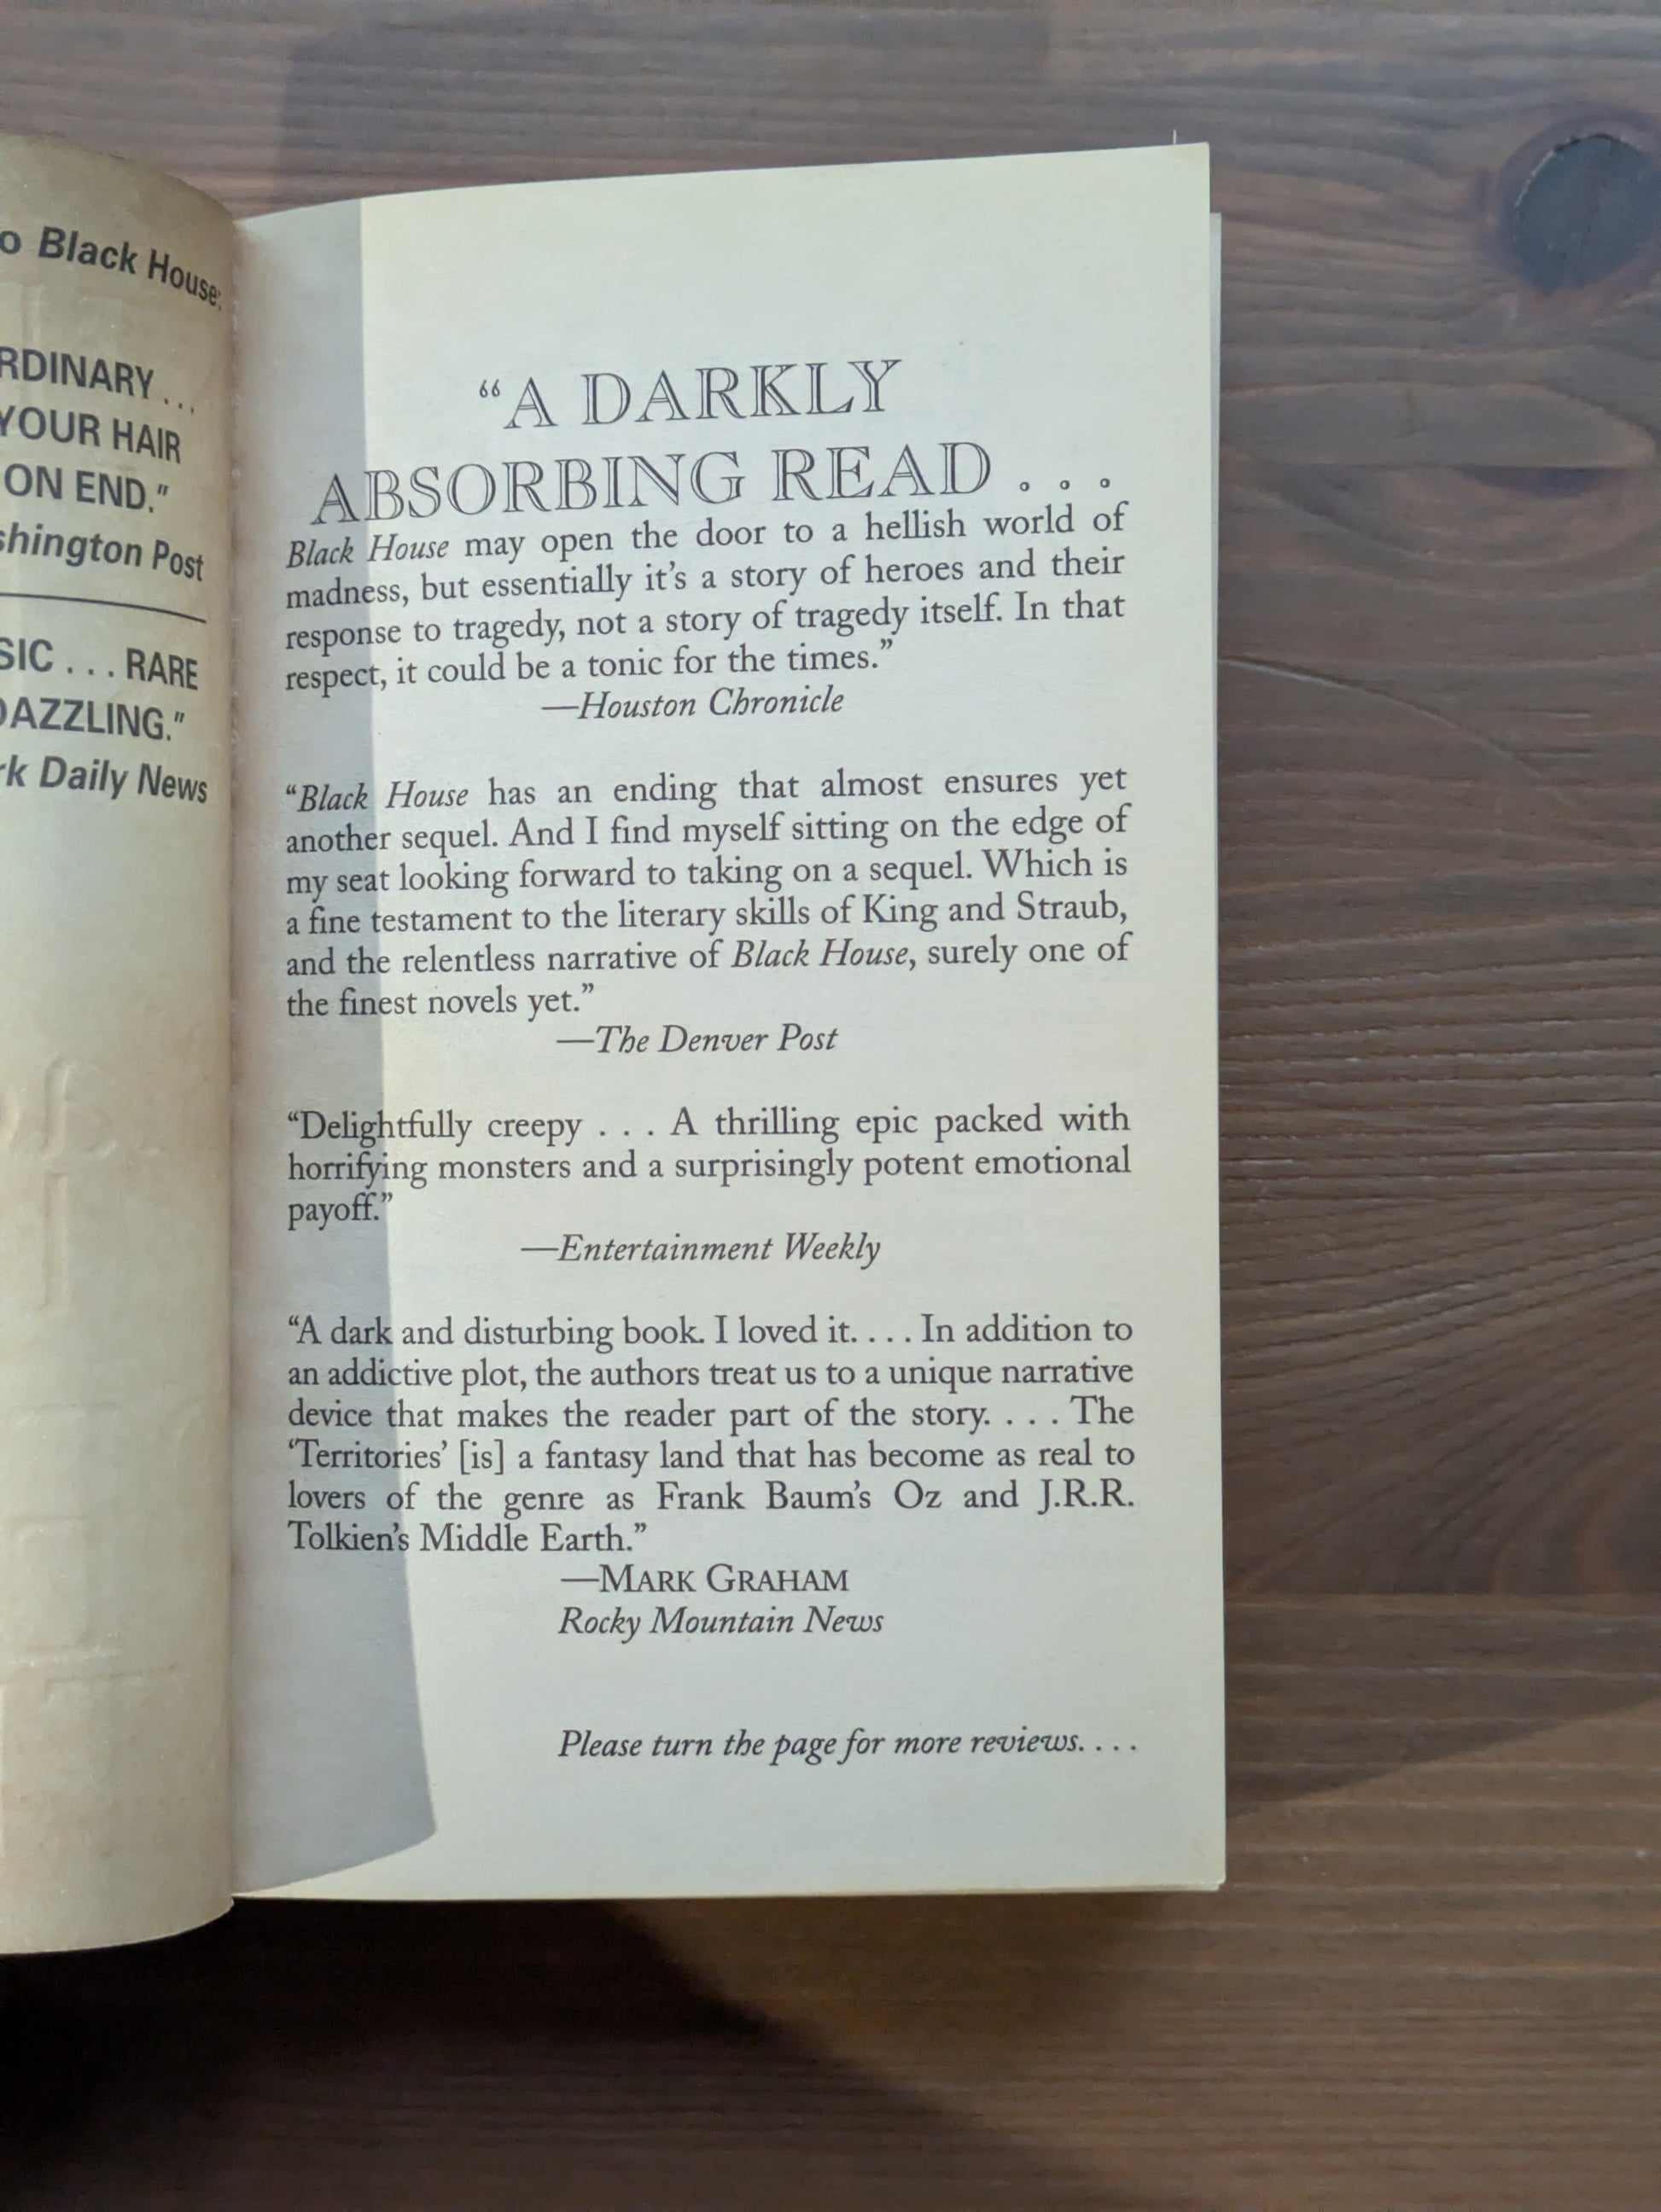 o Black House:
RDINARY . . .
YOUR HAIR
ON END."
shington Post
SIC . . . RARE
DAZZLING."
rk Daily News
“A DARKLY
ABSORBING READ . . .
Black House may open the door to a hellish world of
madness, but essentially it’s a story of heroes and their
response to tragedy, not a story of tragedy itself. In that
respect, it could be a tonic for the times.”
—Houston Chronicle
“Black House has an ending that almost ensures yet
another sequel. And I find myself sitting on the edge of
my seat looking forward to taking on a sequel. Which is
a fine testament to the literary skills of King and Straub,
and the relentless narrative of Black House, surely one of
the finest novels yet.”
—The Denver Post
“Delightfully creepy . . . A thrilling epic packed with
horrifying monsters and a surprisingly potent emotional
payoff.”
—Entertainment Weekly
“A dark and disturbing book. I loved it. . . . In addition to
an addictive plot, the authors treat us to a unique narrative
device that makes the reader part of the story. . . . The
‘Territories’ [is] a fantasy land that has become as real to
lovers of the genre as Frank Baum’s Oz and J.R.R.
Tolkien’s Middle Earth.”
—MARK GRAHAM
Rocky Mountain News
Please turn the page for more reviews. . . .